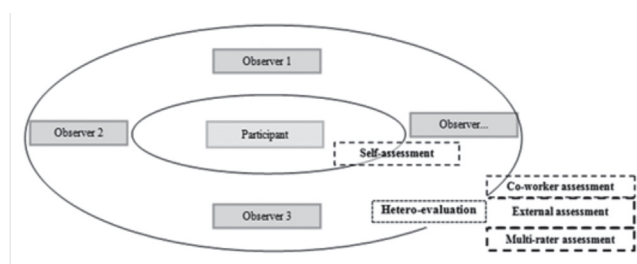 Observer 1
Observer 2
Participant
Observer...
Self-assessment
Co-worker assessment
Observer 3
Hetero-evaluation
External assessment
Multi-rater assessment